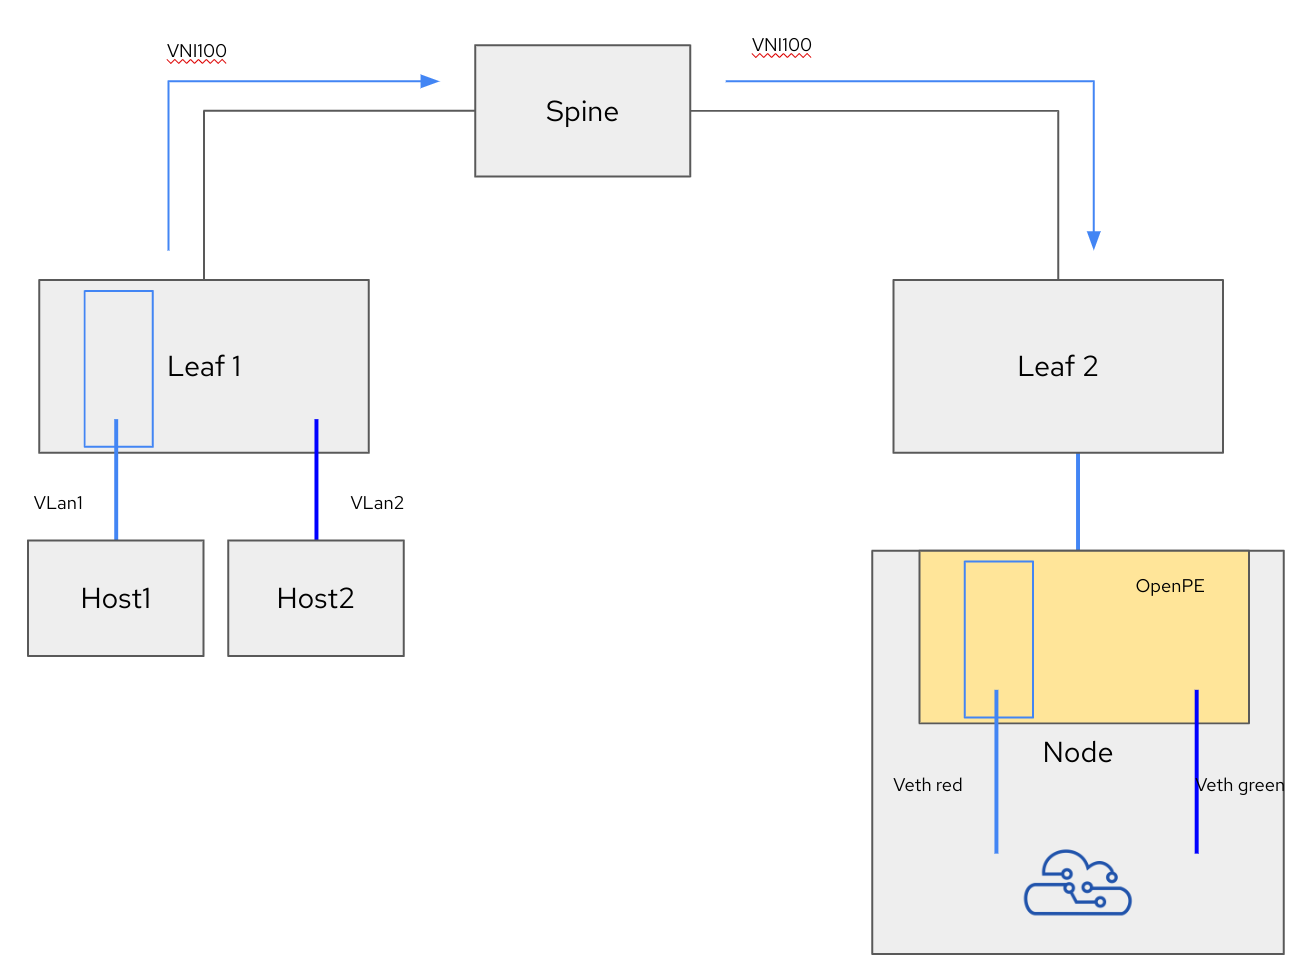 VNI100
VNI100
Spine
Leaf 1
Leaf 2
VLan1
VLan2
Host1
Host2
OpenPE
Node
Veth red
Veth green